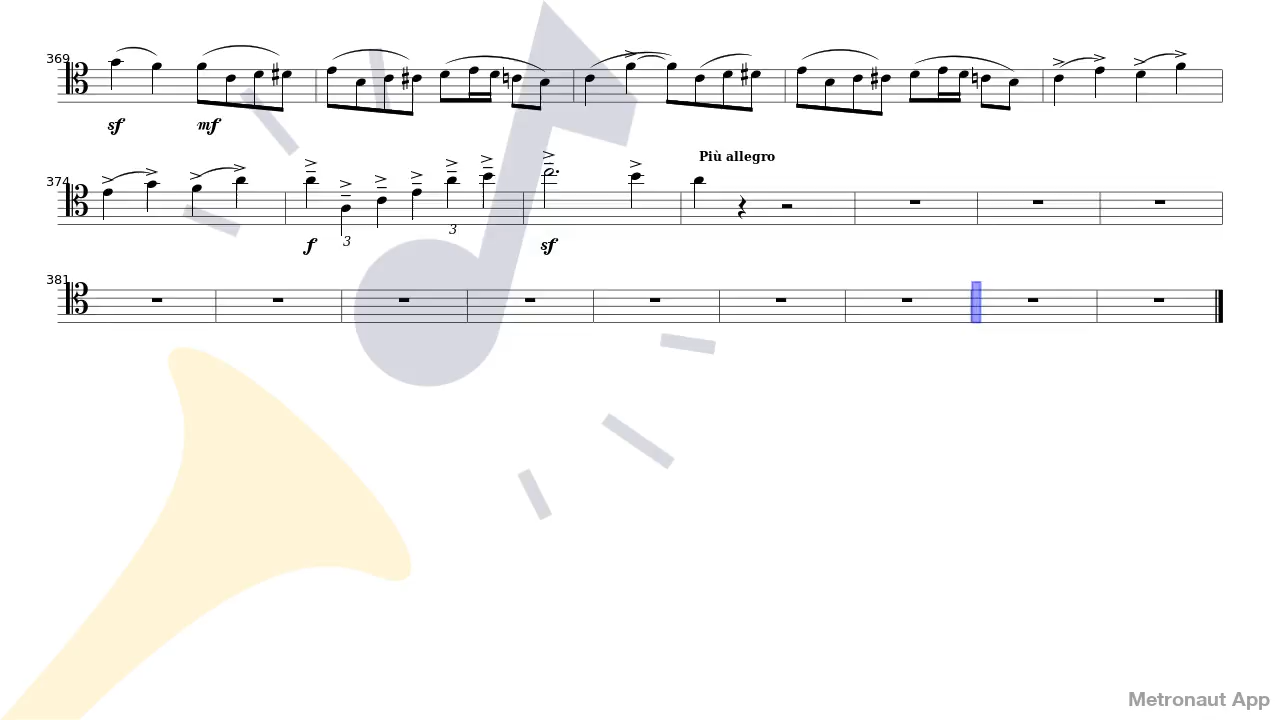 369
sf mf
Più allegro
374
f 3 3 sf
381
Metronaut App